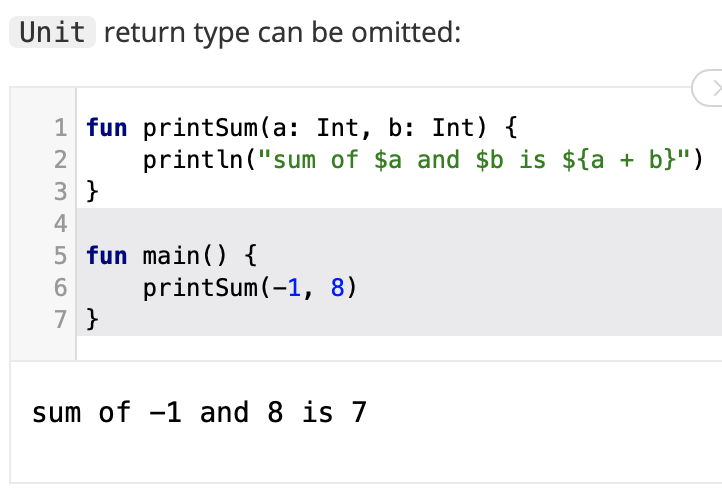 Unit return type can be omitted:
1 fun printSum(a: Int, b: Int) {
2     println("sum of $a and $b is ${a + b}")
3 }
4
5 fun main() {
6     printSum(-1, 8)
7 }
sum of -1 and 8 is 7